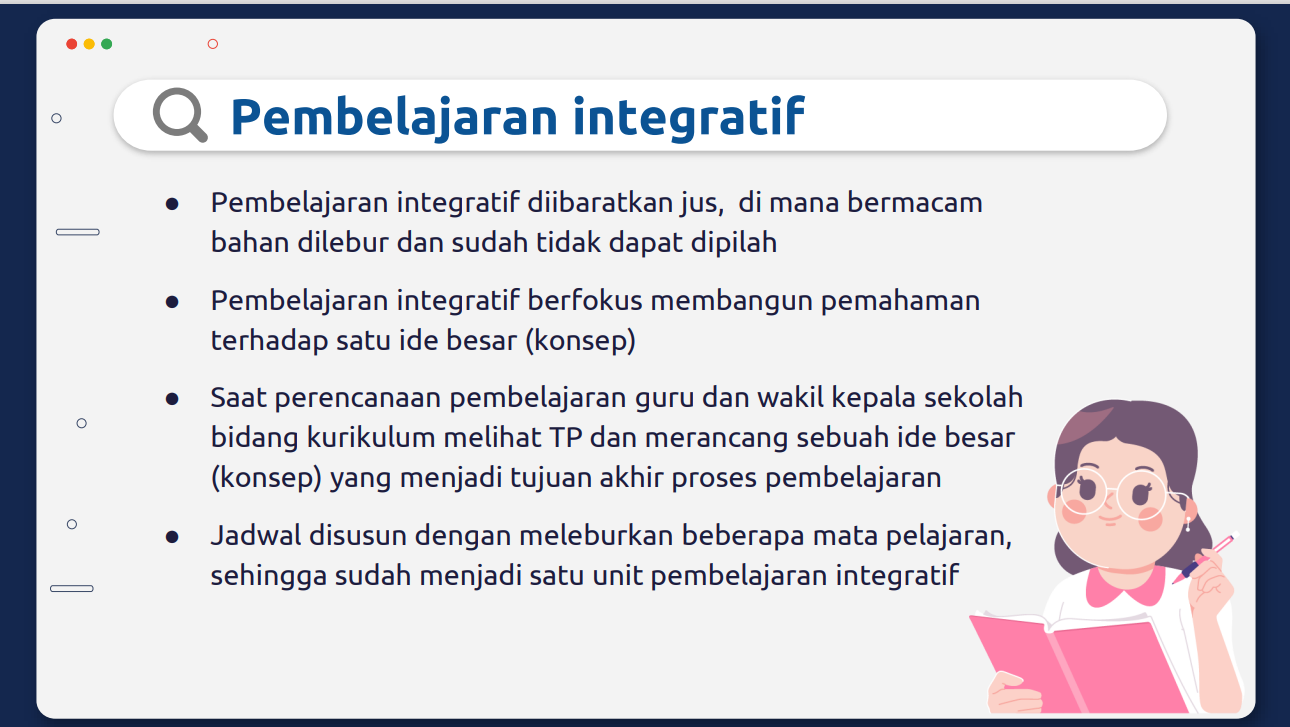 Pembelajaran integratif
● Pembelajaran integratif diibaratkan jus, di mana bermacam
bahan dilebur dan sudah tidak dapat dipilah
● Pembelajaran integratif berfokus membangun pemahaman
terhadap satu ide besar (konsep)
● Saat perencanaan pembelajaran guru dan wakil kepala sekolah
bidang kurikulum melihat TP dan merancang sebuah ide besar
(konsep) yang menjadi tujuan akhir proses pembelajaran
● Jadwal disusun dengan meleburkan beberapa mata pelajaran,
sehingga sudah menjadi satu unit pembelajaran integratif